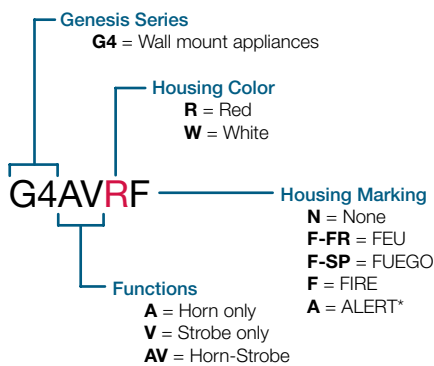 Genesis Series
G4 = Wall mount appliances
Housing Color
R = Red
W = White
G4AVRF
Housing Marking
N = None
F-FR = FEU
F-SP = FUEGO
F = FIRE
A = ALERT*
Functions
A = Horn only
V = Strobe only
AV = Horn-Strobe